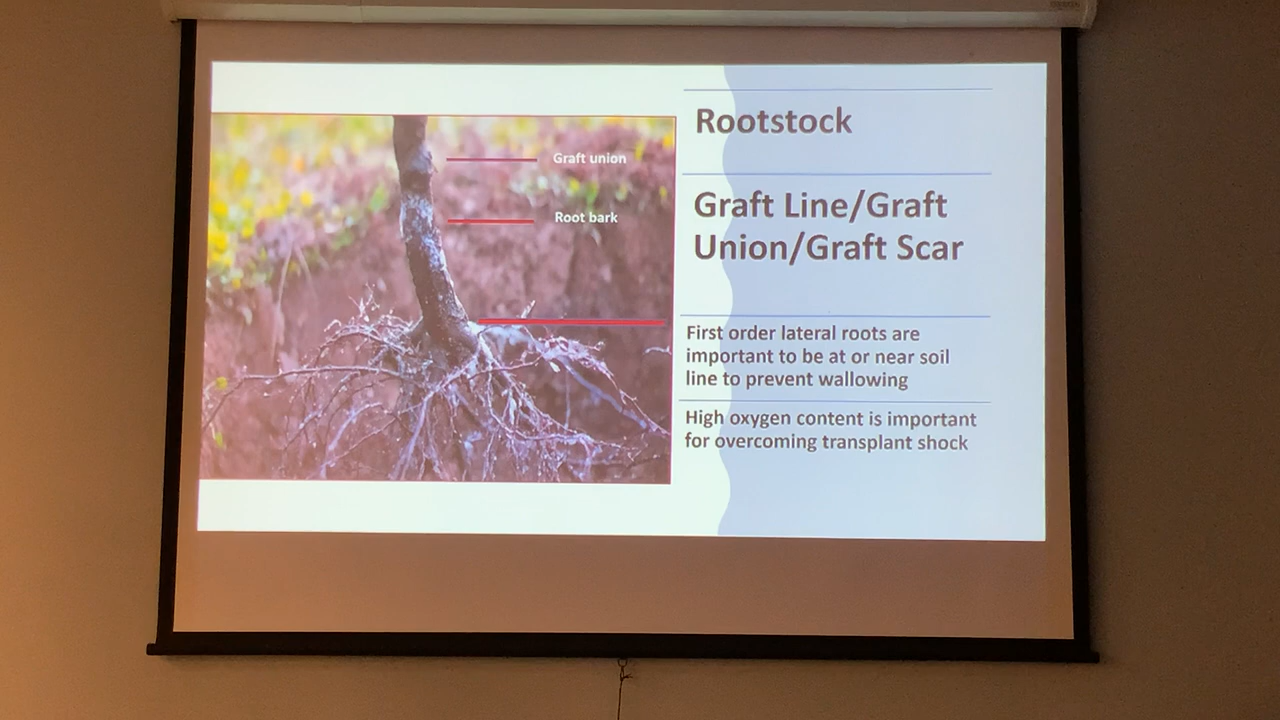 Graft union
Root bark
Rootstock
Graft Line/Graft
Union/Graft Scar
First order lateral roots are
important to be at or near soil
line to prevent wallowing
High oxygen content is important
for overcoming transplant shock